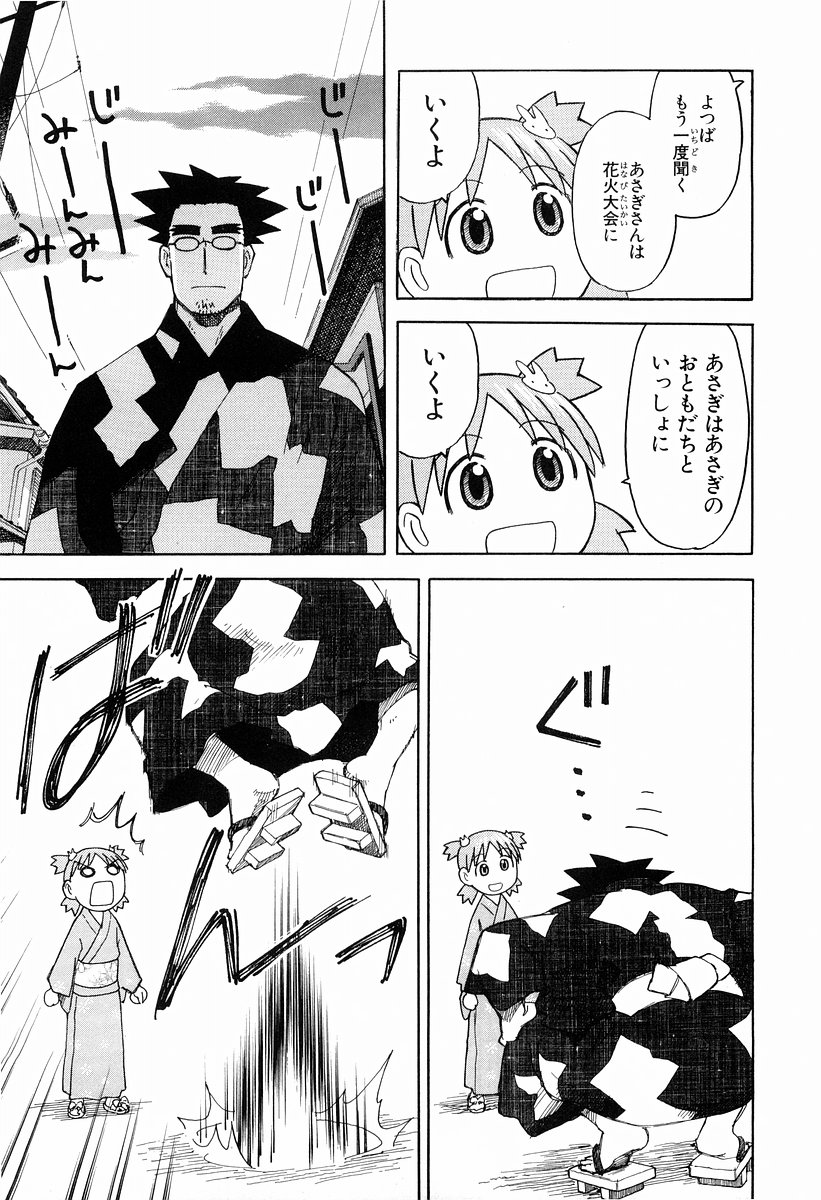 よつば
もう一度聞く
あさぎさんは
花火大会に
いくよ
あさぎはあさぎの
おともだちと
いっしょに
いくよ
じーじー
みーんみん
みーん
ぐ…
ばんっ